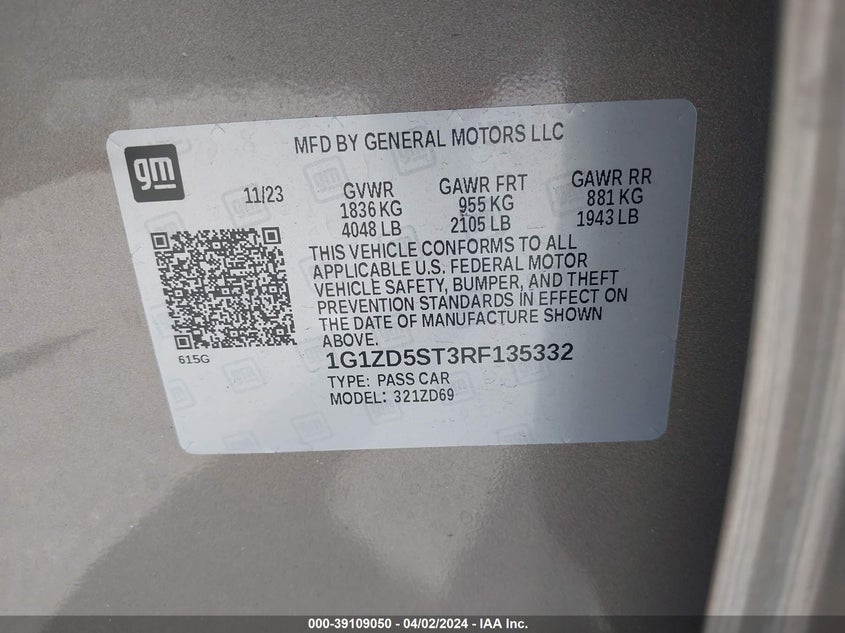 MFD BY GENERAL MOTORS LLC
gm
11/23
GVWR GAWR FRT GAWR RR
1836 KG 955 KG 881 KG
4048 LB 2105 LB 1943 LB
THIS VEHICLE CONFORMS TO ALL
APPLICABLE U.S. FEDERAL MOTOR
VEHICLE SAFETY, BUMPER, AND THEFT
PREVENTION STANDARDS IN EFFECT ON
THE DATE OF MANUFACTURE SHOWN
ABOVE.
615G
1G1ZD5ST3RF135332
TYPE: PASS CAR
MODEL: 321ZD69
000-39109050 - 04/02/2024 - IAA Inc.